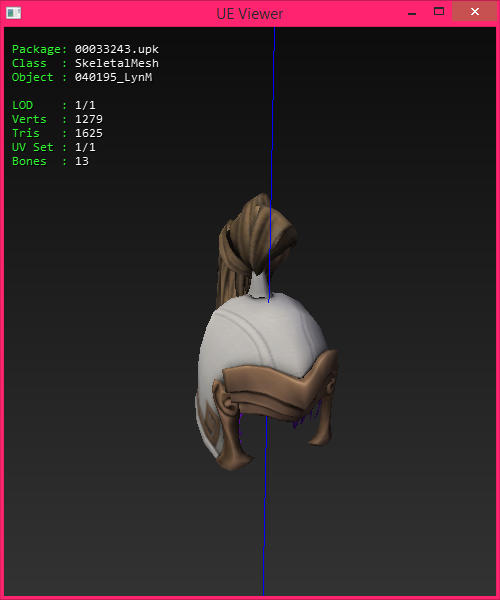 UE Viewer
Package: 00033243.upk
Class  : SkeletalMesh
Object : 040195_LynM
LOD    : 1/1
Verts  : 1279
Tris   : 1625
UV Set : 1/1
Bones  : 13